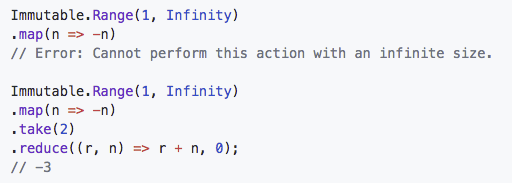 Immutable.Range(1, Infinity)
.map(n => -n)
// Error: Cannot perform this action with an infinite size.
Immutable.Range(1, Infinity)
.map(n => -n)
.take(2)
.reduce((r, n) => r + n, 0);
// -3